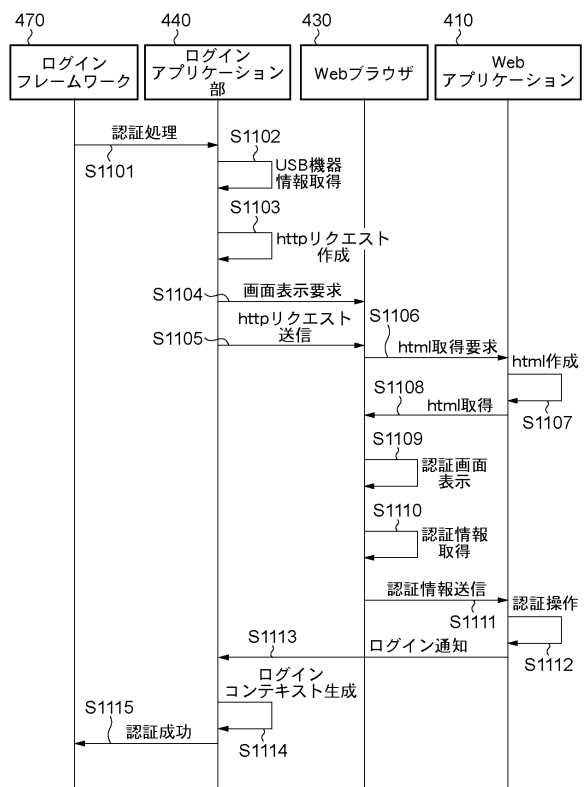 470
440
430
410
ログイン
フレームワーク
ログイン
アプリケーション
部
Webブラウザ
Web
アプリケーション
認証処理
S1101
S1102
USB機器
情報取得
S1103
httpリクエスト
作成
S1104
画面表示要求
S1105
httpリクエスト
送信
S1106
html取得要求
html作成
S1107
S1108
html取得
S1109
認証画面
表示
S1110
認証情報
取得
認証情報送信
S1111
認証操作
S1112
S1113
ログイン通知
ログイン
コンテキスト生成
S1114
S1115
認証成功